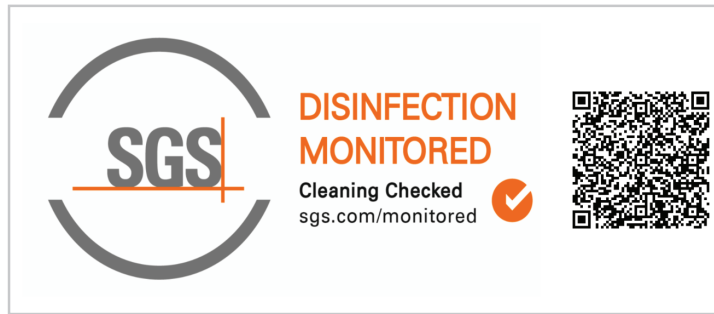 SGS
DISINFECTION
MONITORED
Cleaning Checked
sgs.com/monitored